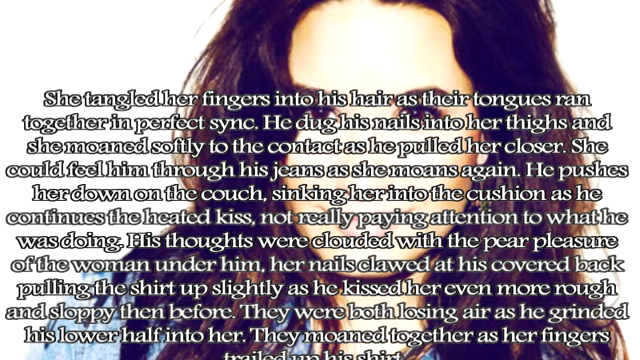 She tangled her fingers into his hair as their tongues ran
together in perfect sync. He dug his nails into her thighs and
she moaned softly to the contact as he pulled her closer. She
could feel him through his jeans as she moans again. He pushes
her down on the couch, sinking her into the cushion as he
continues the heated kiss, not really paying attention to what he
was doing. His thoughts were clouded with the pear pleasure
of the woman under him, her nails clawed at his covered back
pulling the shirt up slightly as he kissed her even more rough
and sloppy then before. They were both losing air as he grinded
his lower half into her. They moaned together as her fingers
trailed up his shirt